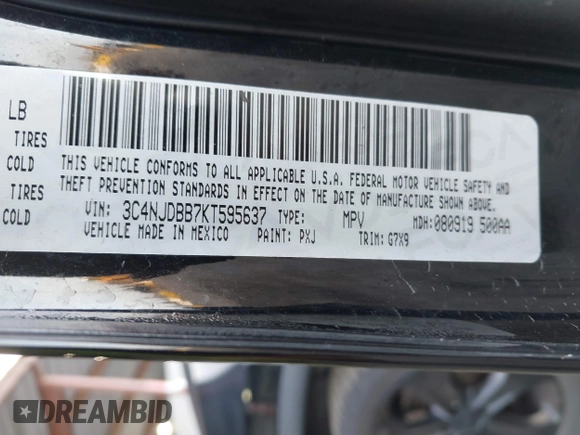 LB
TIRES
COLD
TIRES
COLD
THIS VEHICLE CONFORMS TO ALL APPLICABLE U.S.A. FEDERAL MOTOR VEHICLE SAFETY AND
THEFT PREVENTION STANDARDS IN EFFECT ON THE DATE OF MANUFACTURE SHOWN ABOVE.
VIN: 3C4NJDBB7KT595637 TYPE: MPV MDH:080919 500AA
VEHICLE MADE IN MEXICO PAINT: PXJ TRIM: G7X9
DREAMBID